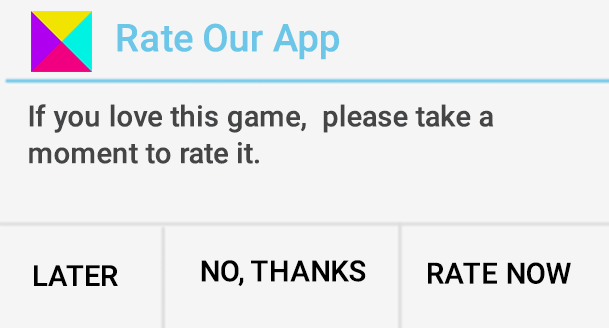 Rate Our App
If you love this game,  please take a
moment to rate it.
LATER
NO, THANKS
RATE NOW